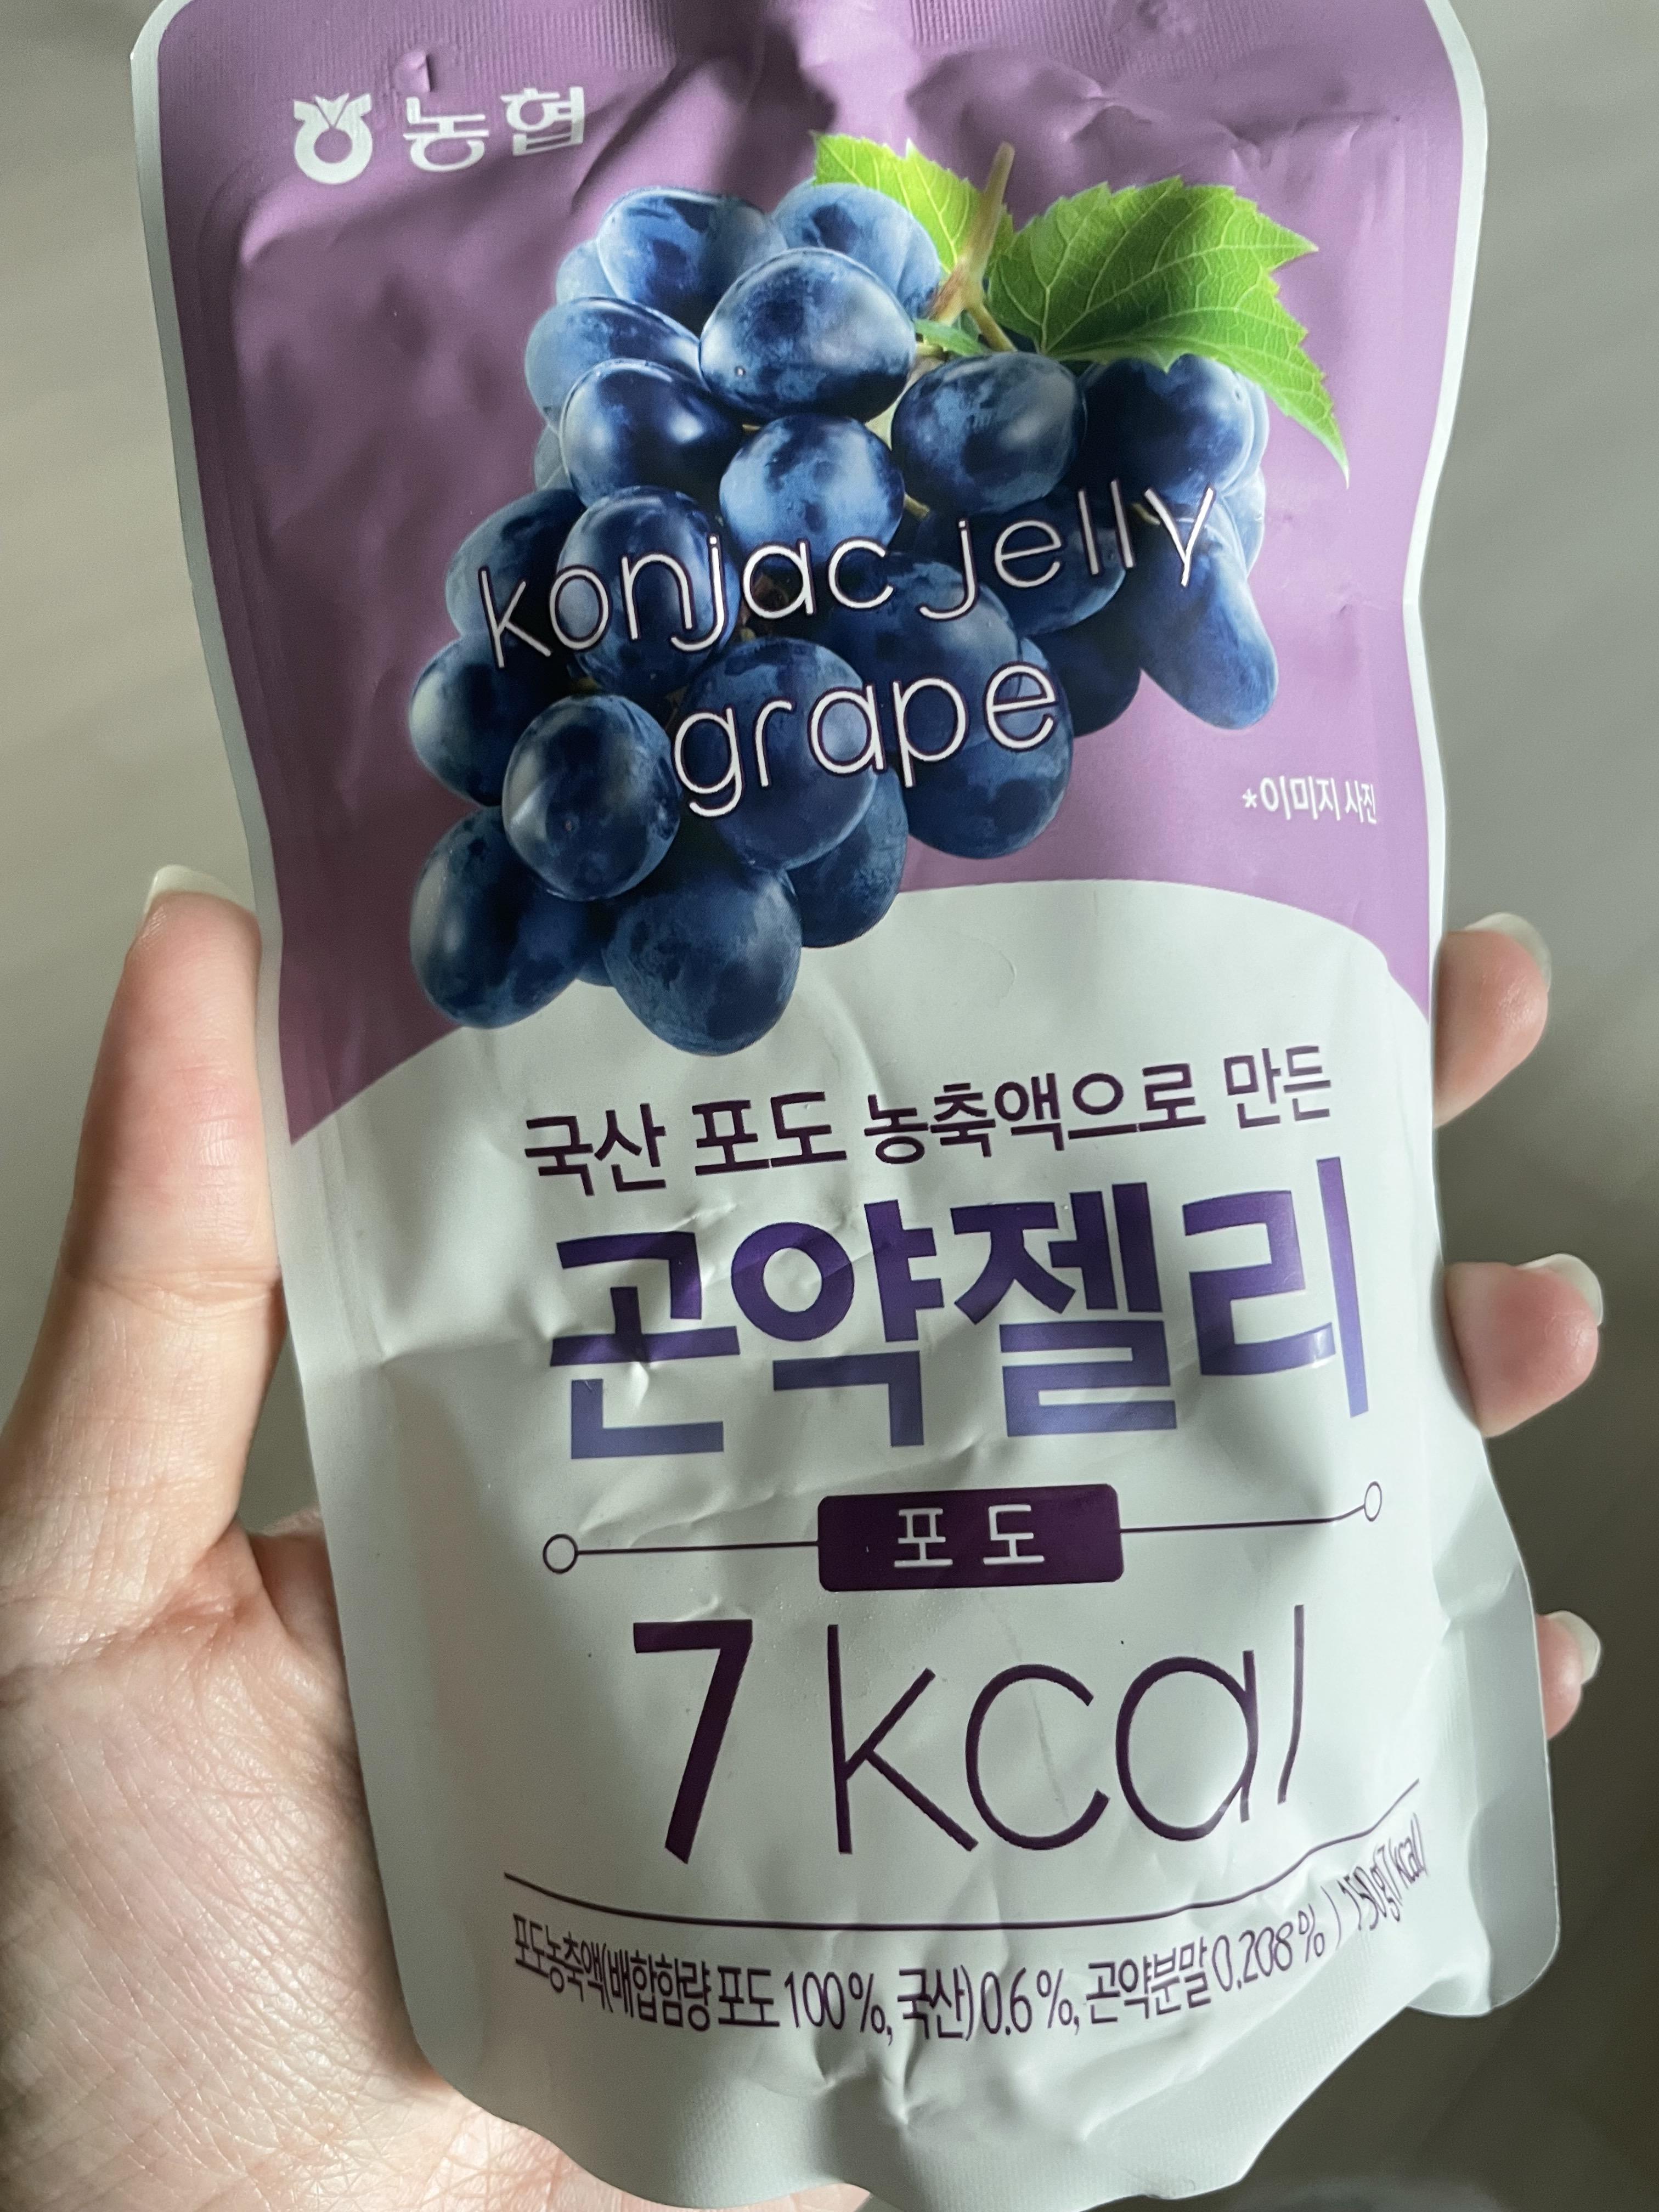 농협
konjac jelly
grape
*이미지 사진
국산 포도 농축액으로 만든
곤약젤리
포도
7 kcal
포도농축액(배합함량 포도 100%, 국산) 0.6%, 곤약분말 0.208% | 150g(7kcal)